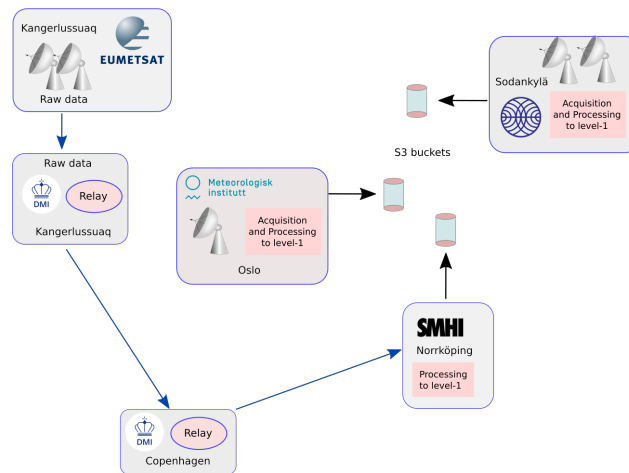 Kangerlussuaq
EUMETSAT
Raw data
Raw data
DMI
Relay
Kangerlussuaq
Meteorologisk
institutt
Acquisition
and Processing
to level-1
Oslo
S3 buckets
Sodankylä
Acquisition
and Processing
to level-1
SMHI
Norrköping
Processing
to level-1
DMI
Relay
Copenhagen